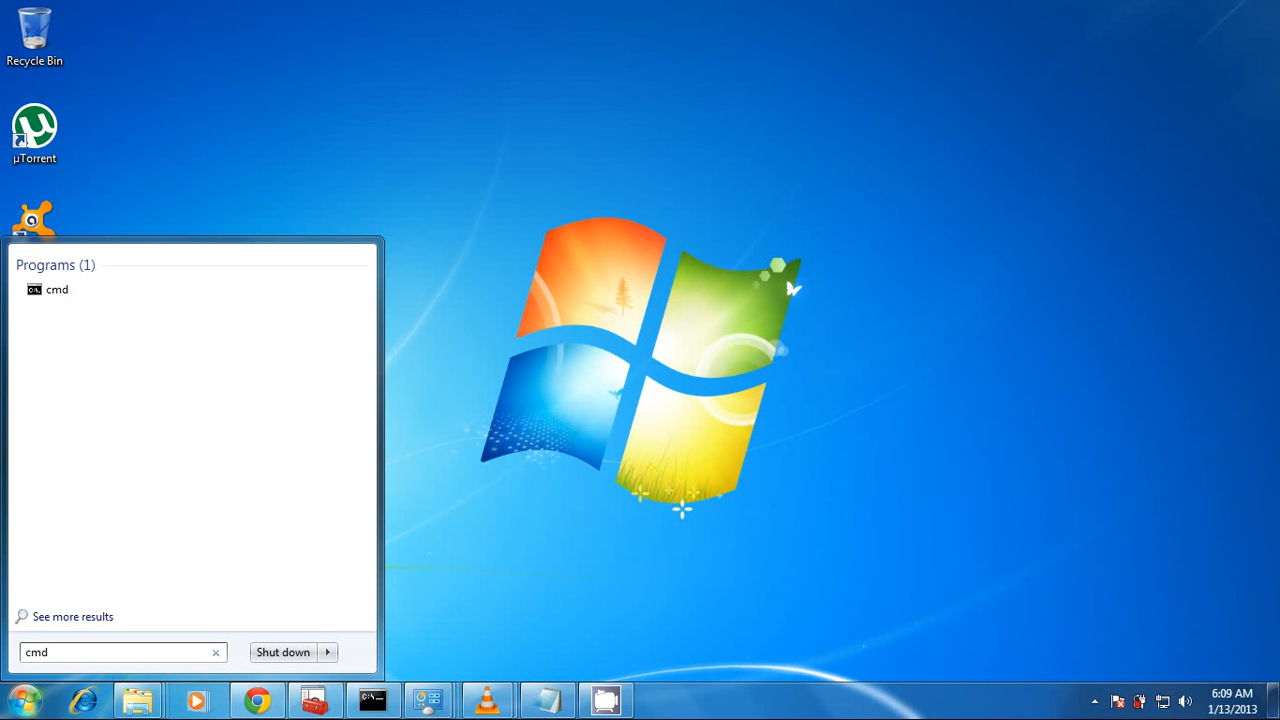 Recycle Bin
µTorrent
Programs (1)
C:\.
cmd
See more results
cmd
Shut down
C:\_
6:09 AM
1/13/2013